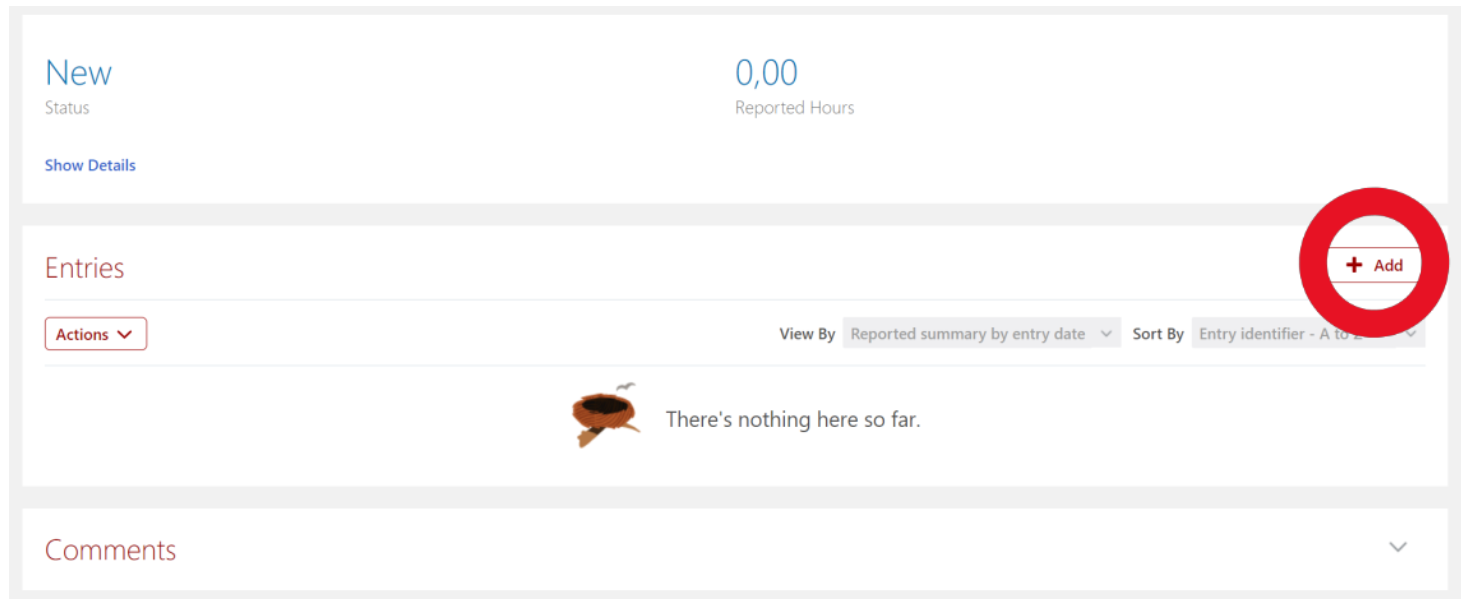 New
0,00
Status
Reported Hours
Show Details
Entries
+ Add
Actions
View By Reported summary by entry date Sort By Entry identifier - A to
There's nothing here so far.
Comments